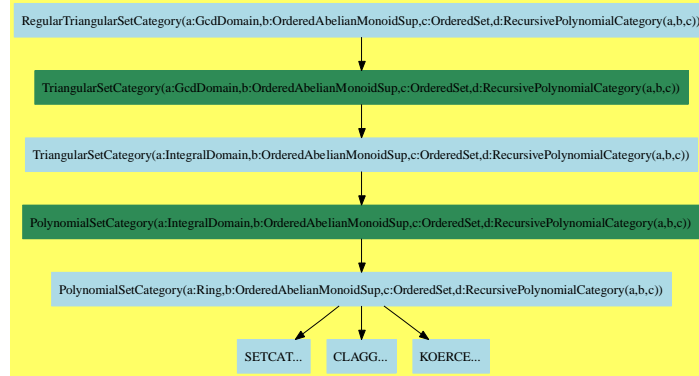 RegularTriangularSetCategory(a:GcdDomain,b:OrderedAbelianMonoidSup,c:OrderedSet,d:RecursivePolynomialCategory(a,b,c))
TriangularSetCategory(a:GcdDomain,b:OrderedAbelianMonoidSup,c:OrderedSet,d:RecursivePolynomialCategory(a,b,c))
TriangularSetCategory(a:IntegralDomain,b:OrderedAbelianMonoidSup,c:OrderedSet,d:RecursivePolynomialCategory(a,b,c))
PolynomialSetCategory(a:IntegralDomain,b:OrderedAbelianMonoidSup,c:OrderedSet,d:RecursivePolynomialCategory(a,b,c))
PolynomialSetCategory(a:Ring,b:OrderedAbelianMonoidSup,c:OrderedSet,d:RecursivePolynomialCategory(a,b,c))
SETCAT... CLAGG... KOERCE...